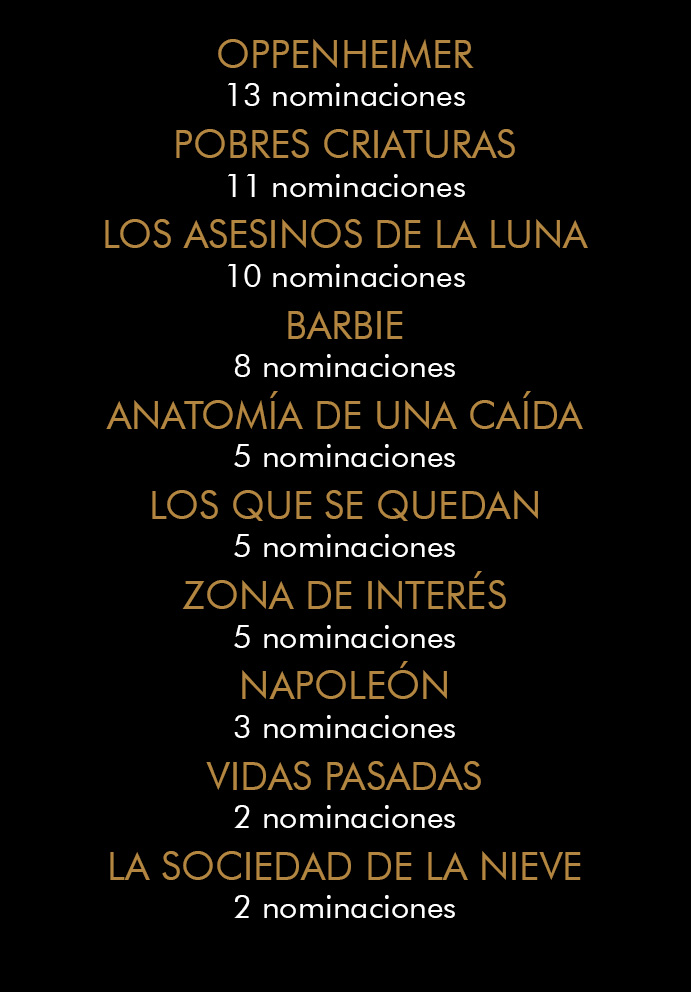 OPPENHEIMER
13 nominaciones
POBRES CRIATURAS
11 nominaciones
LOS ASESINOS DE LA LUNA
10 nominaciones
BARBIE
8 nominaciones
ANATOMÍA DE UNA CAÍDA
5 nominaciones
LOS QUE SE QUEDAN
5 nominaciones
ZONA DE INTERÉS
5 nominaciones
NAPOLEÓN
3 nominaciones
VIDAS PASADAS
2 nominaciones
LA SOCIEDAD DE LA NIEVE
2 nominaciones